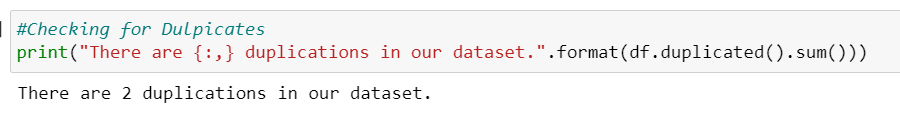 #Checking for Dulpicates
print("There are {:,} duplications in our dataset.".format(df.duplicated().sum()))
There are 2 duplications in our dataset.